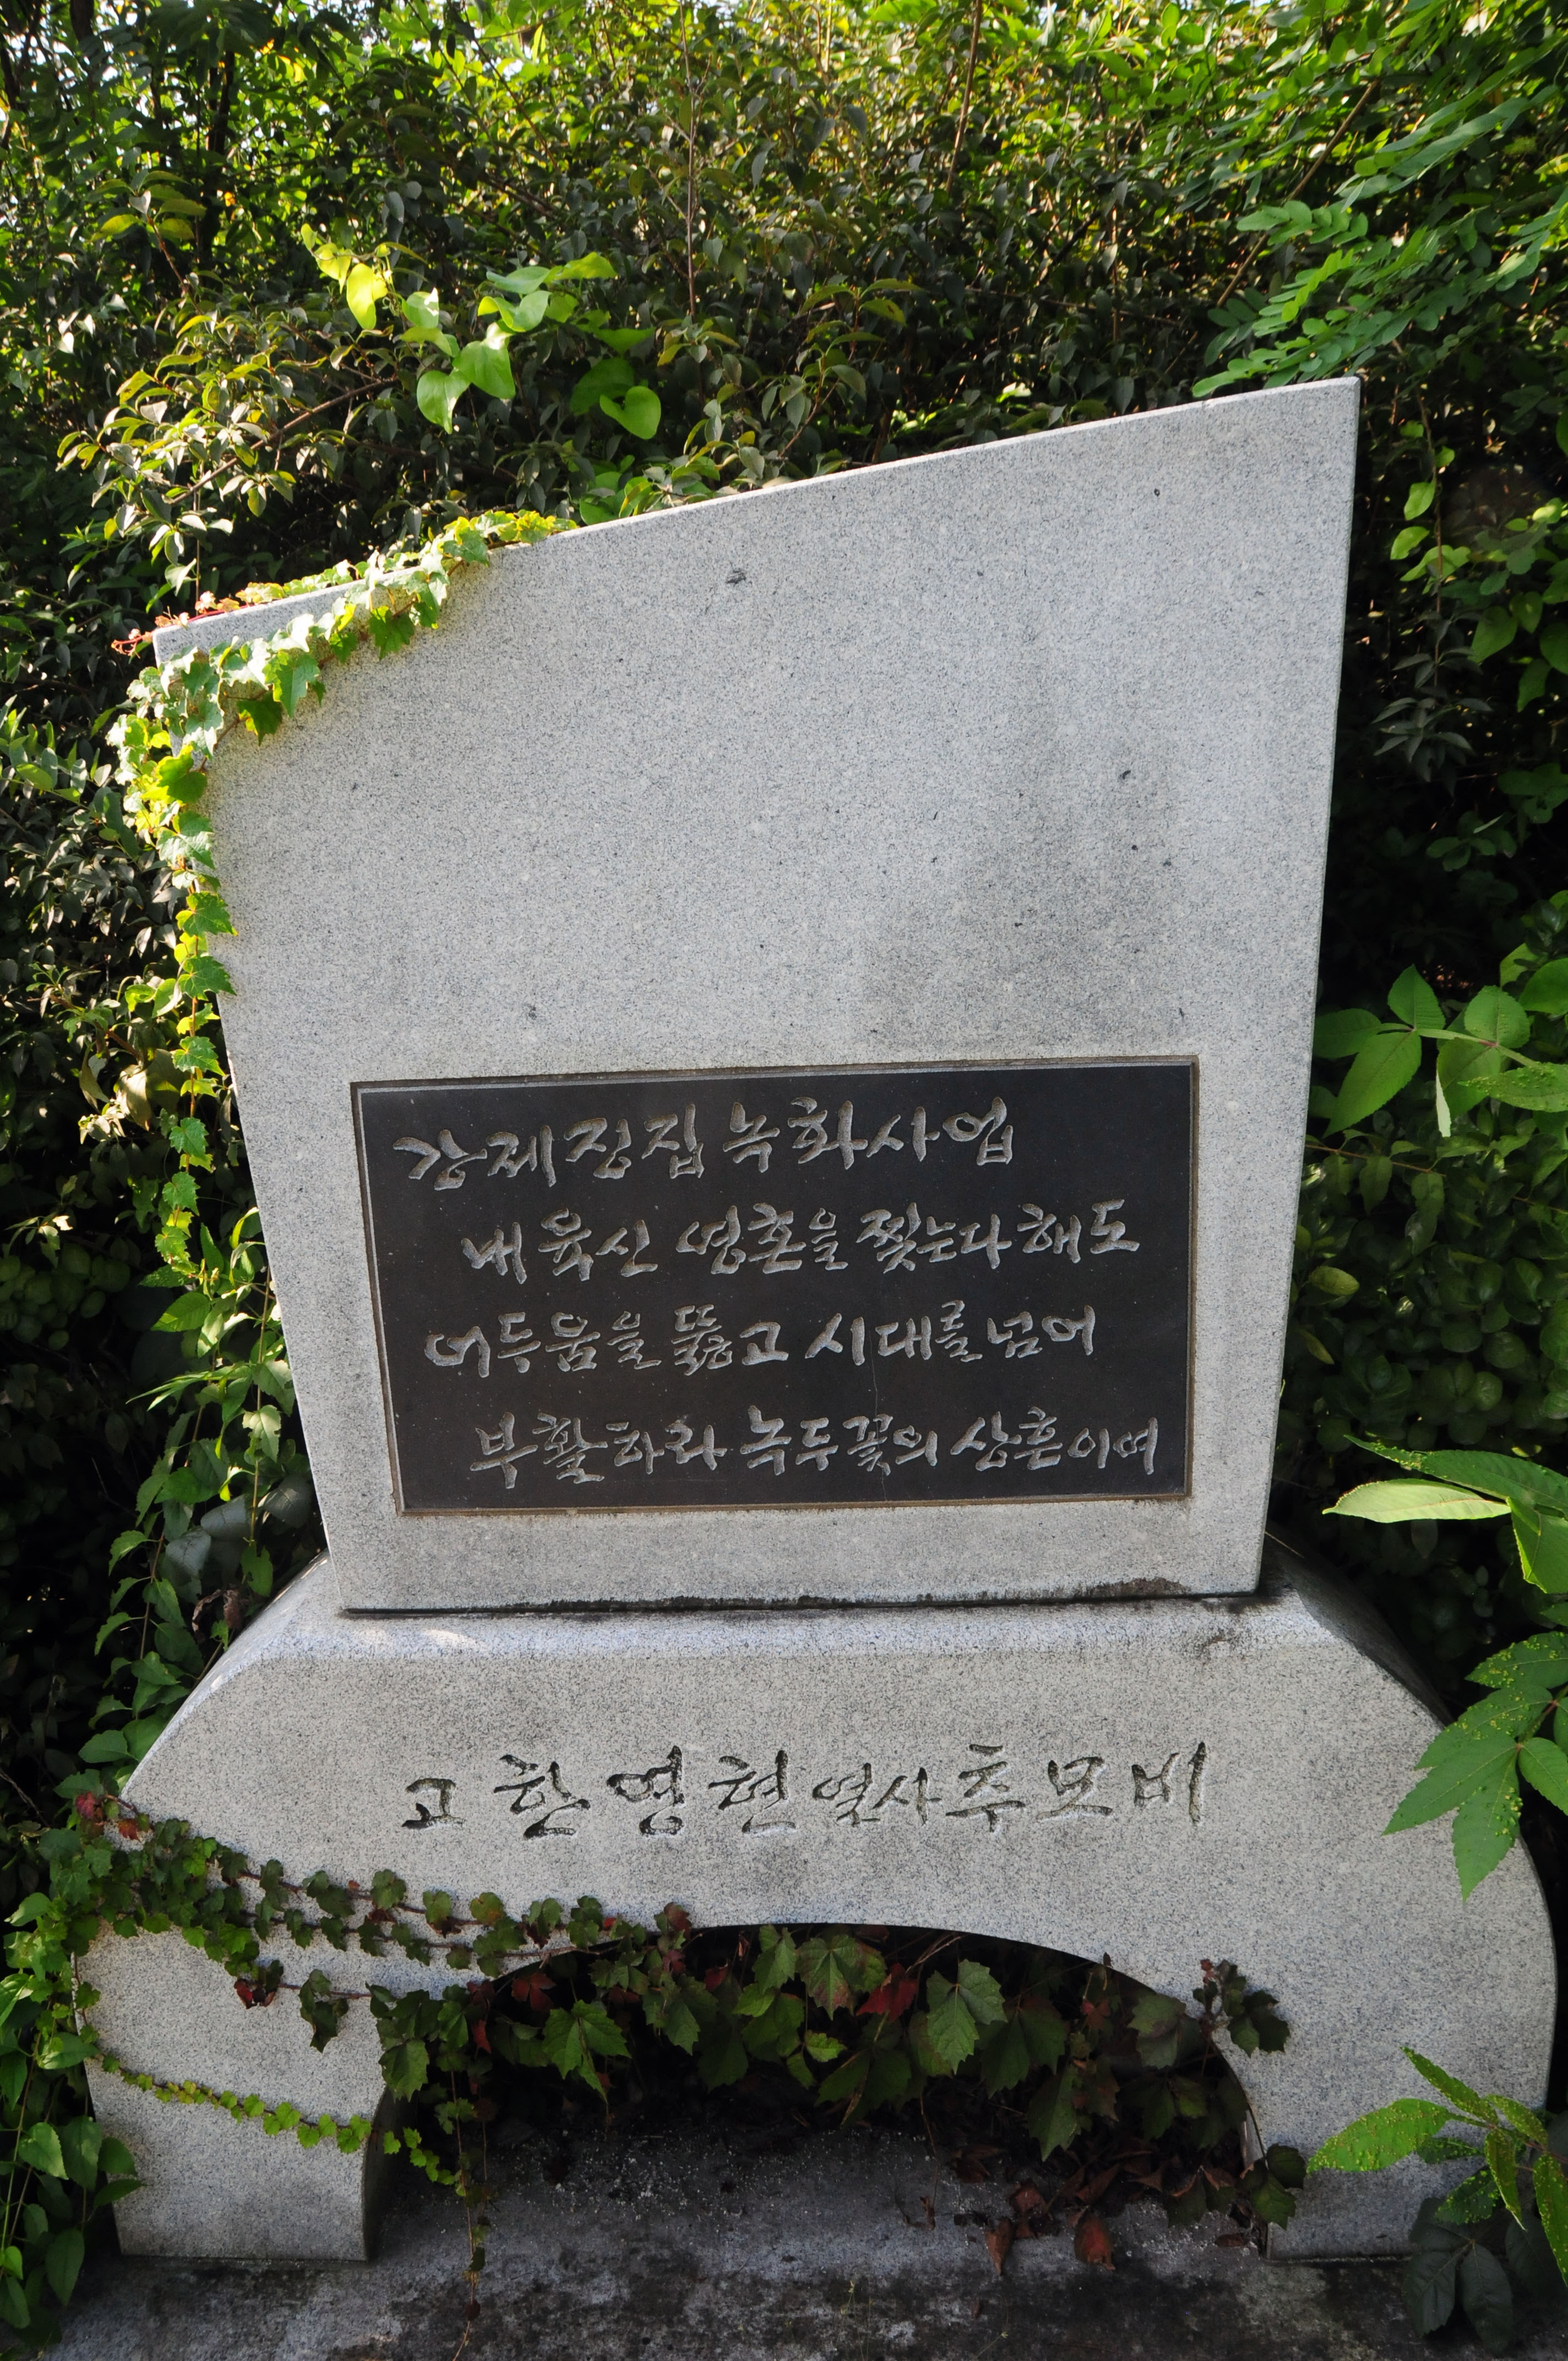 강제징집 녹화사업
내 육신 영혼을 찢는다해도
어두움을 뚫고 시대를 넘어
부활하라 녹두꽃의 상흔이여
고 한영현열사추모비